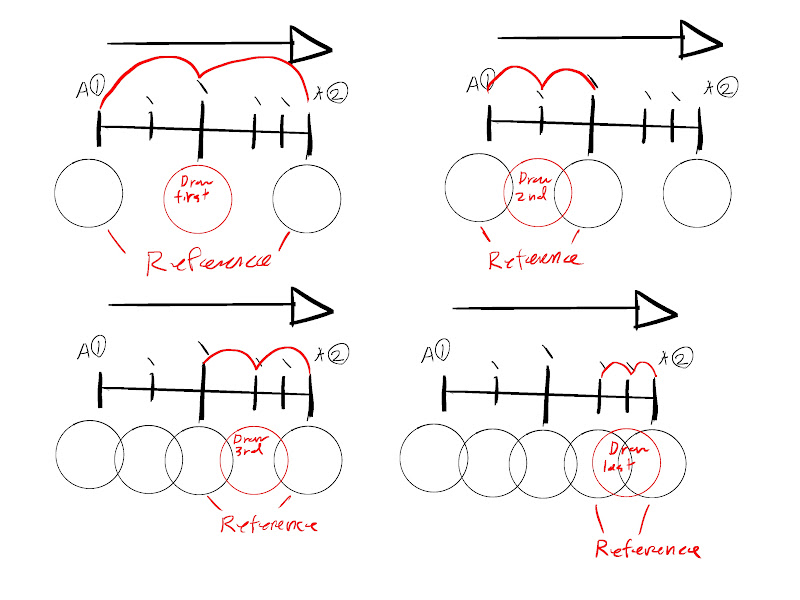 A①
A②
Draw
first
Reference
A①
A②
Draw
2nd
Reference
A①
A②
Draw
3rd
Reference
A①
A②
Draw
last
Reference